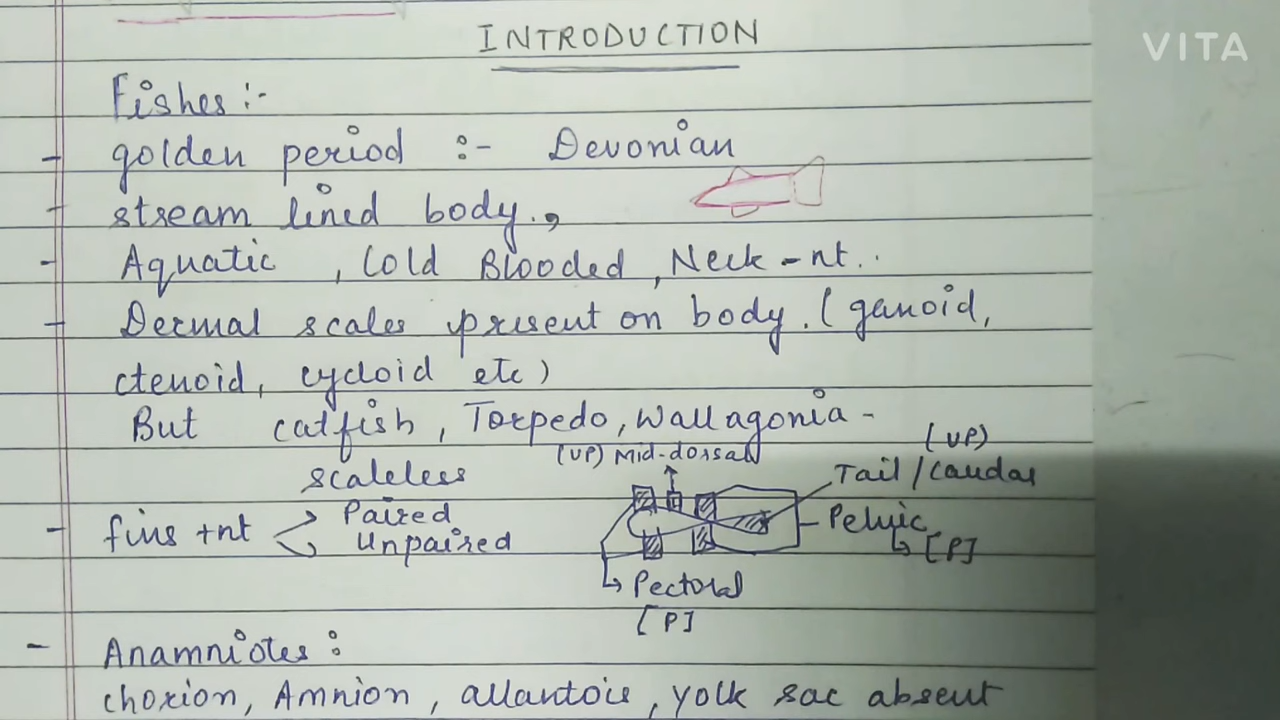 INTRODUCTION
VITA
Fishes :-
- golden period :- Devonian
- stream lined body.,
- Aquatic , Cold Blooded , Neck -nt..
- Dermal scales present on body. ( ganoid,
ctenoid, cycloid etc )
But catfish , Torpedo, Wallagonia -
scaleless
(UP) Mid-dorsal
(UP)
Tail / Caudal
- fins +nt
Paired
Unpaired
Pelvic
[P]
Pectoral
[P]
- Anamniotes :
chorion, Amnion , allantois , yolk sac absent